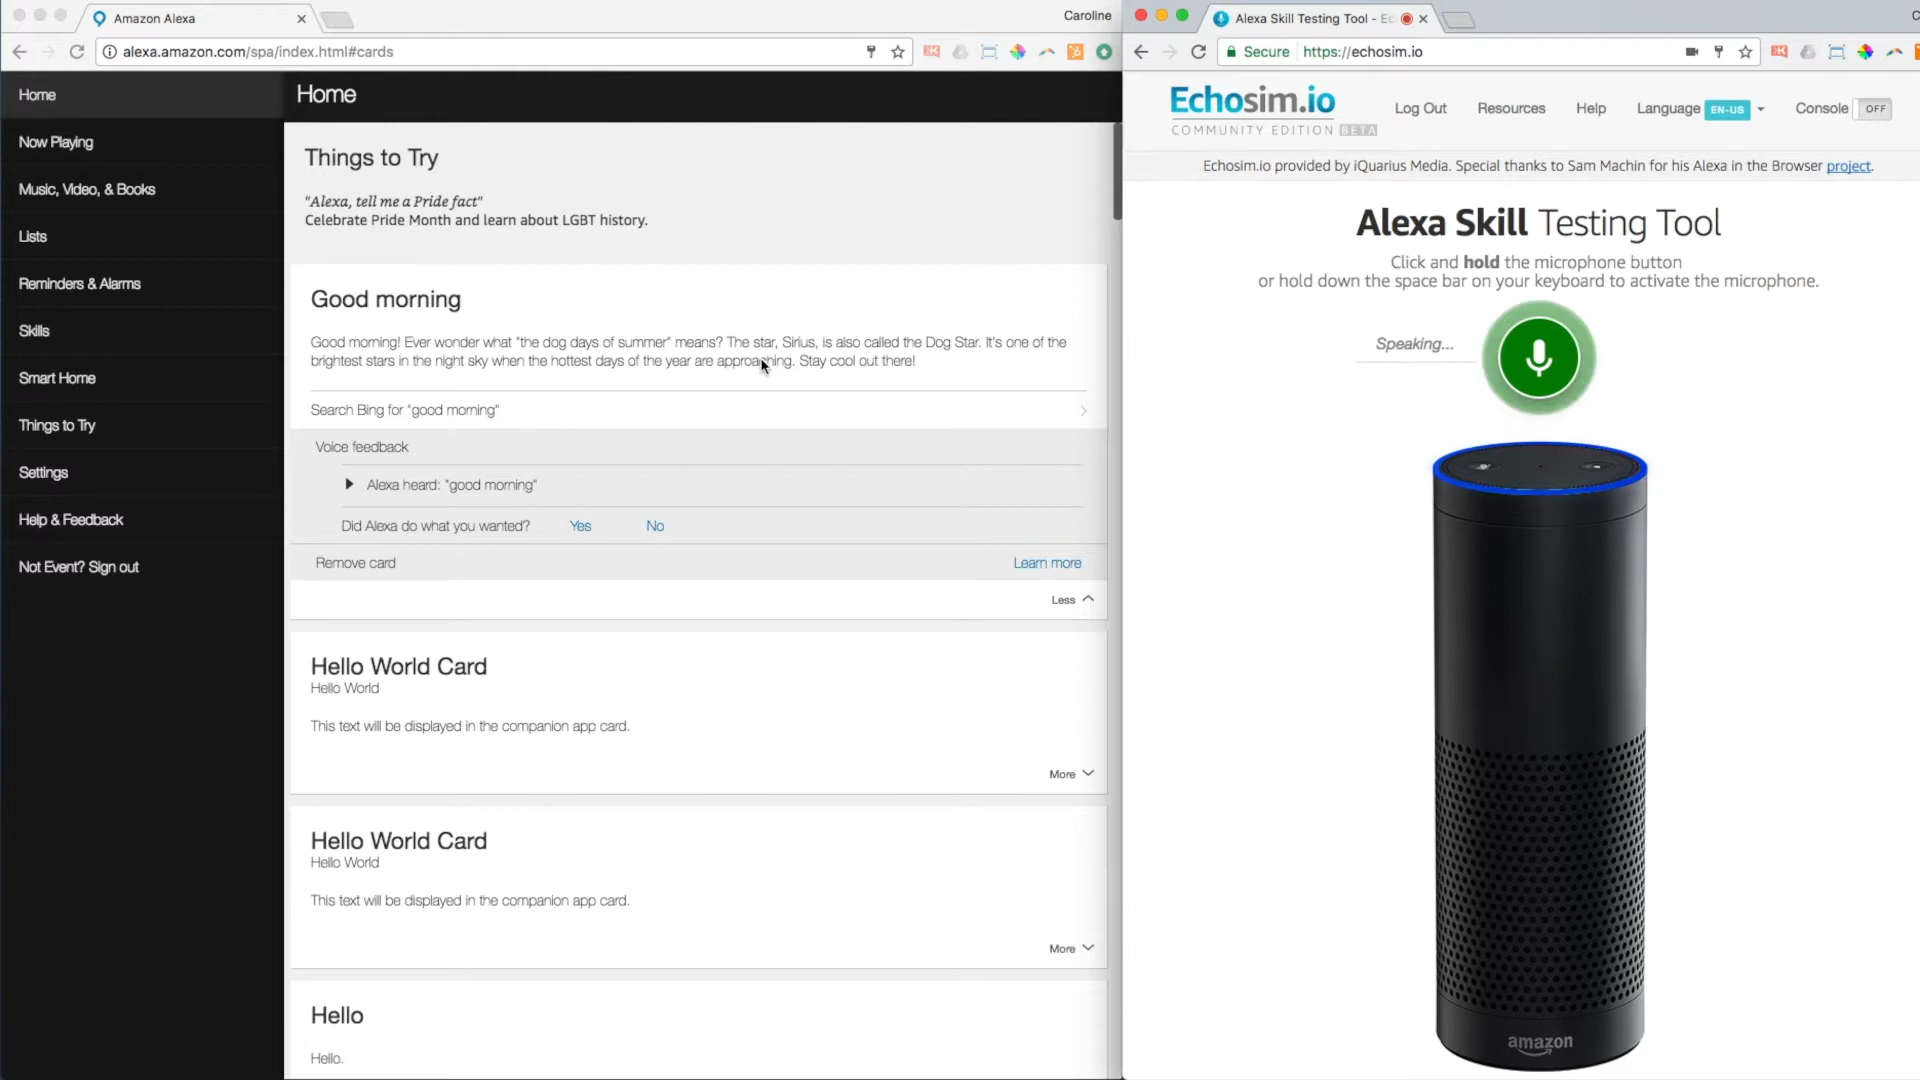 Amazon Alexa
Caroline
alexa.amazon.com/spa/index.html#cards
Home
Now Playing
Music, Video, & Books
Lists
Reminders & Alarms
Skills
Smart Home
Things to Try
Settings
Help & Feedback
Not Event? Sign out
Home
Things to Try
"Alexa, tell me a Pride fact"
Celebrate Pride Month and learn about LGBT history.
Good morning
Good morning! Ever wonder what "the dog days of summer" means? The star, Sirius, is also called the Dog Star. It's one of the
brightest stars in the night sky when the hottest days of the year are approaching. Stay cool out there!
Search Bing for "good morning"
Voice feedback
Alexa heard: "good morning"
Did Alexa do what you wanted? Yes No
Remove card Learn more
Less
Hello World Card
Hello World
This text will be displayed in the companion app card.
More
Hello World Card
Hello World
This text will be displayed in the companion app card.
More
Hello
Hello.
Alexa Skill Testing Tool - Ec
Secure https://echosim.io
Echosim.io
COMMUNITY EDITION BETA
Log Out Resources Help Language EN-US Console OFF
Echosim.io provided by iQuarius Media. Special thanks to Sam Machin for his Alexa in the Browser project.
Alexa Skill Testing Tool
Click and hold the microphone button
or hold down the space bar on your keyboard to activate the microphone.
Speaking...
amazon